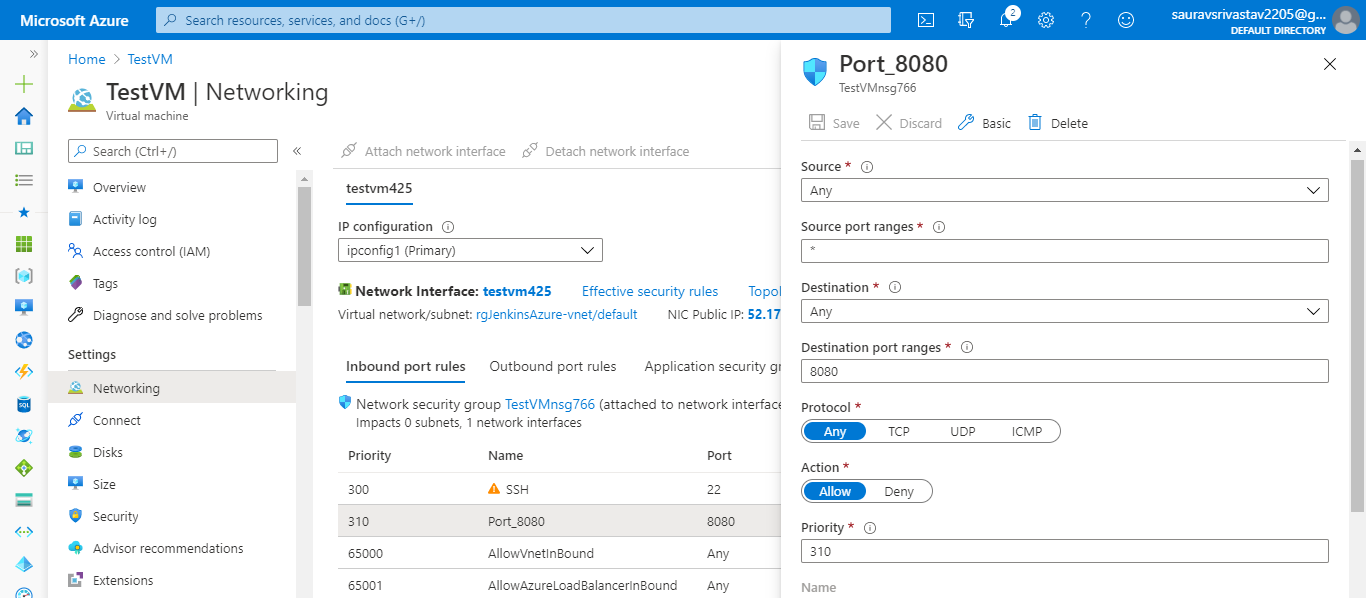 Microsoft Azure
Search resources, services, and docs (G+/)
2
sauravsrivastav2205@g...
DEFAULT DIRECTORY
Home > TestVM
TestVM | Networking
Virtual machine
Search (Ctrl+/)
Overview
Activity log
Access control (IAM)
Tags
Diagnose and solve problems
Settings
Networking
Connect
Disks
Size
Security
Advisor recommendations
Extensions
Attach network interface Detach network interface
testvm425
IP configuration
ipconfig1 (Primary)
Network Interface: testvm425 Effective security rules Topol
Virtual network/subnet: rgJenkinsAzure-vnet/default NIC Public IP: 52.17
Inbound port rules Outbound port rules Application security gr
Network security group TestVMnsg766 (attached to network interface
Impacts 0 subnets, 1 network interfaces
Priority Name Port
300 SSH 22
310 Port_8080 8080
65000 AllowVnetInBound Any
65001 AllowAzureLoadBalancerInBound Any
Port_8080
TestVMnsg766
Save Discard Basic Delete
Source *
Any
Source port ranges *
*
Destination *
Any
Destination port ranges *
8080
Protocol *
Any TCP UDP ICMP
Action *
Allow Deny
Priority *
310
Name